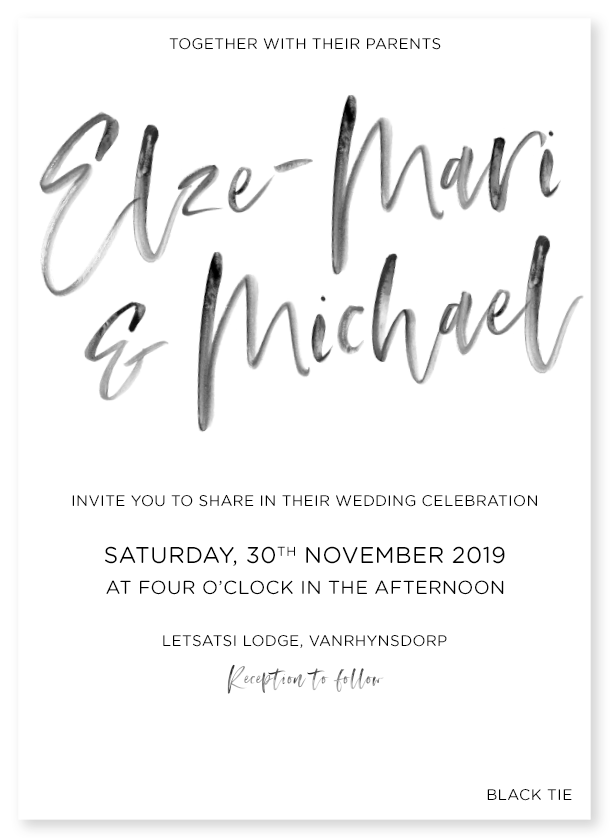 TOGETHER WITH THEIR PARENTS
Elze-Mari
& Michael
INVITE YOU TO SHARE IN THEIR WEDDING CELEBRATION
SATURDAY, 30TH NOVEMBER 2019
AT FOUR O’CLOCK IN THE AFTERNOON
LETSATSI LODGE, VANRHYNSDORP
Reception to follow
BLACK TIE